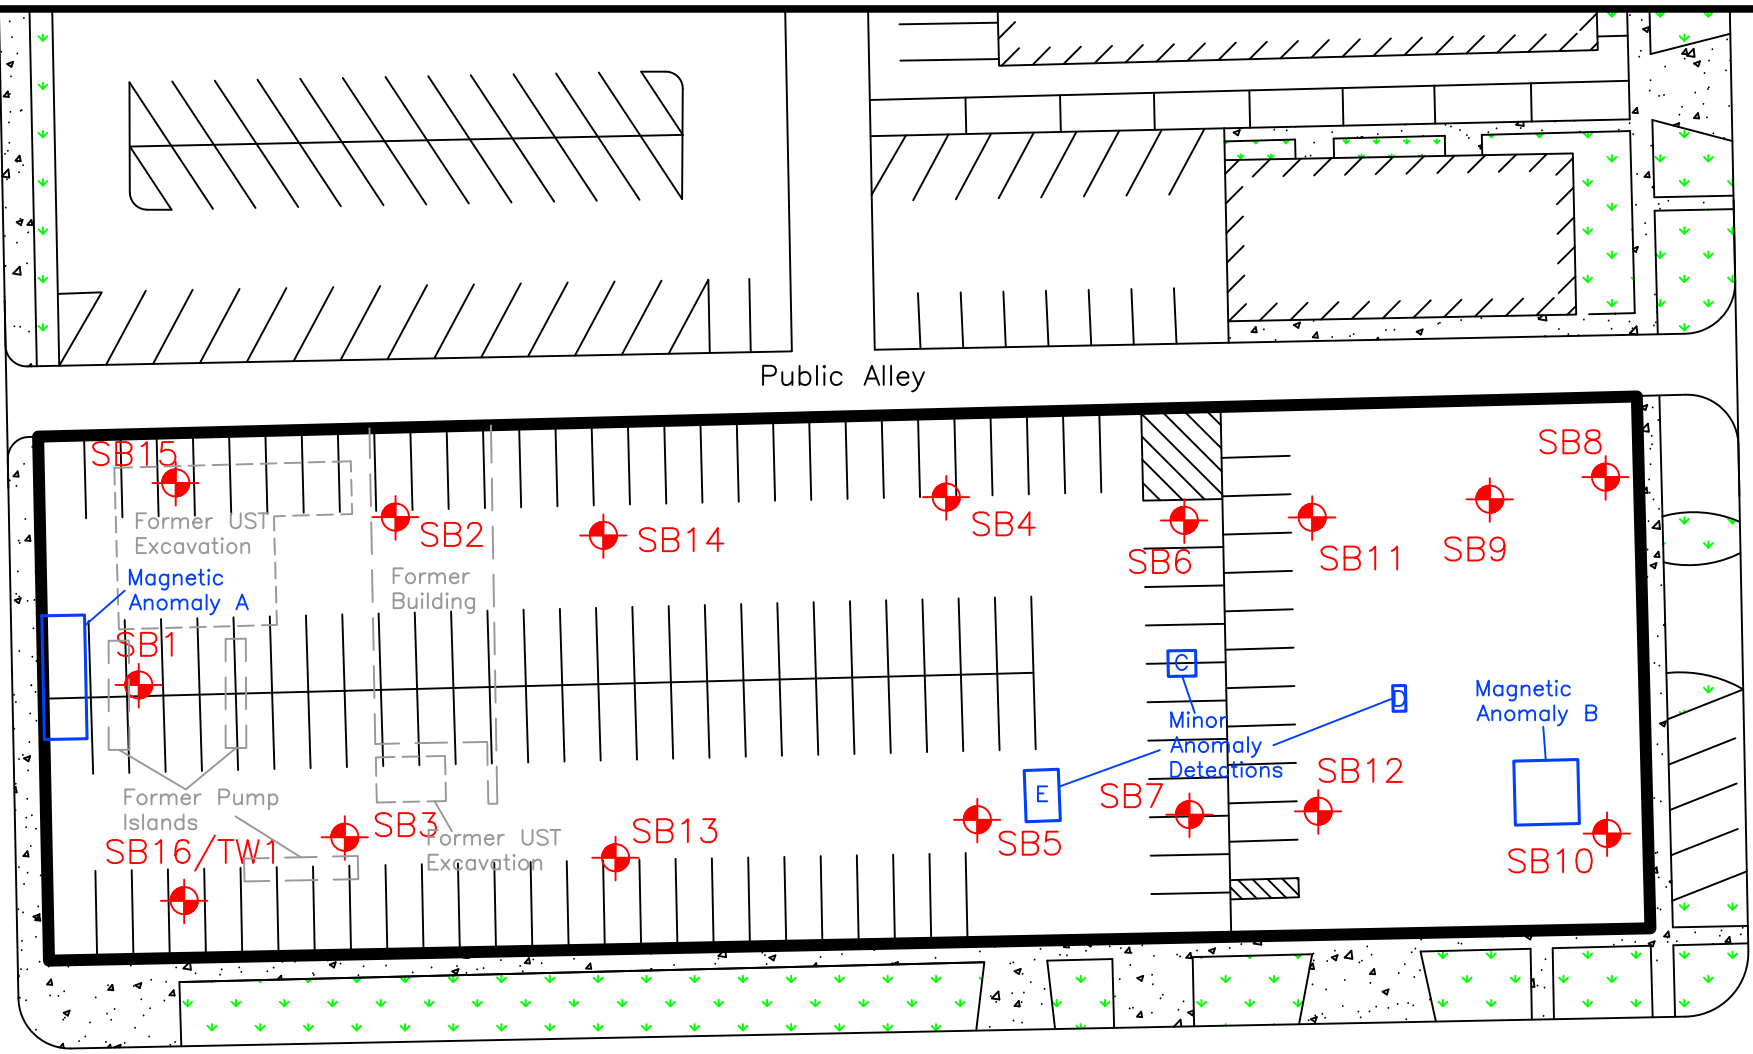 Public Alley
SB15
SB8
Former UST
Excavation
SB2
SB14
SB4
SB6
SB11
SB9
Magnetic
Anomaly A
Former
Building
SB1
C
D
Magnetic
Anomaly B
Minor
Anomaly
Detections
E
SB7
SB12
Former Pump
Islands
SB16/TW1
SB3
Former UST
Excavation
SB13
SB5
SB10